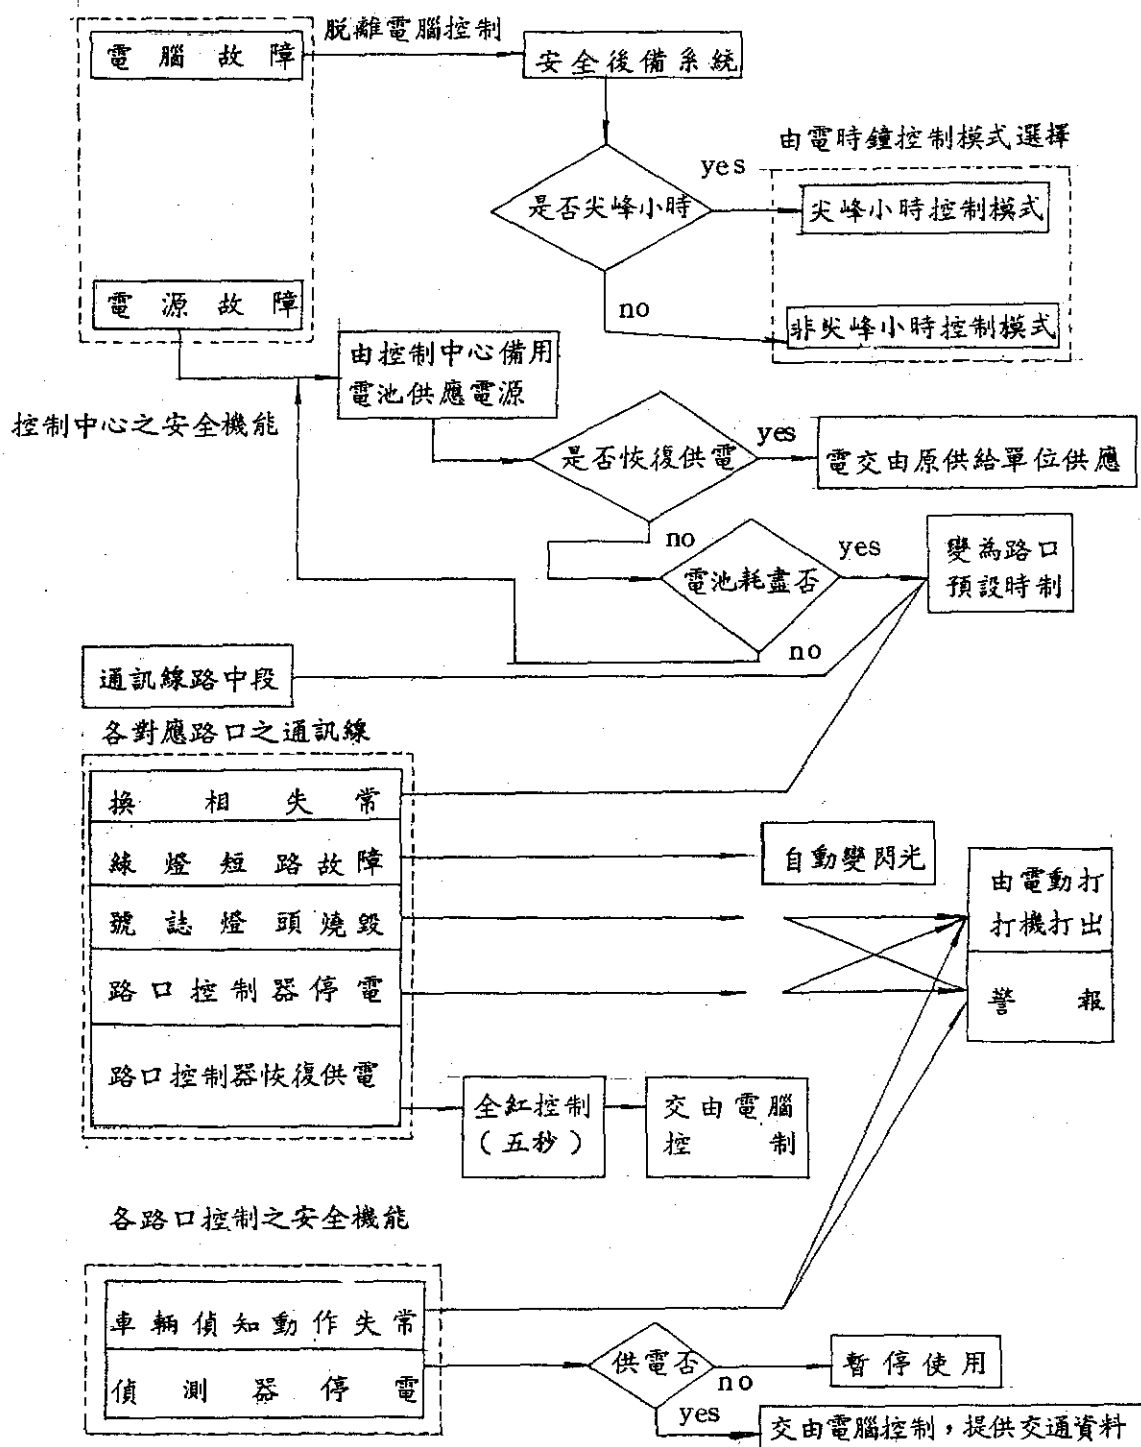 脫離電腦控制
電腦故障
安全後備系統
由電時鐘控制模式選擇
yes
是否尖峰小時
尖峰小時控制模式
電源故障
no
非尖峰小時控制模式
由控制中心備用
電池供應電源
控制中心之安全機能
是否恢復供電
yes
電交由原供給單位供應
no
電池耗盡否
yes
變為路口
預設時制
no
通訊線路中段
各對應路口之通訊線
換相失常
綠燈短路故障
自動變閃光
由電動打
打機打出
號誌燈頭燒毀
路口控制器停電
警報
路口控制器恢復供電
全紅控制
(五秒)
交由電腦
控制
各路口控制之安全機能
車輛偵知動作失常
偵測器停電
供電否
no
暫停使用
yes
交由電腦控制，提供交通資料